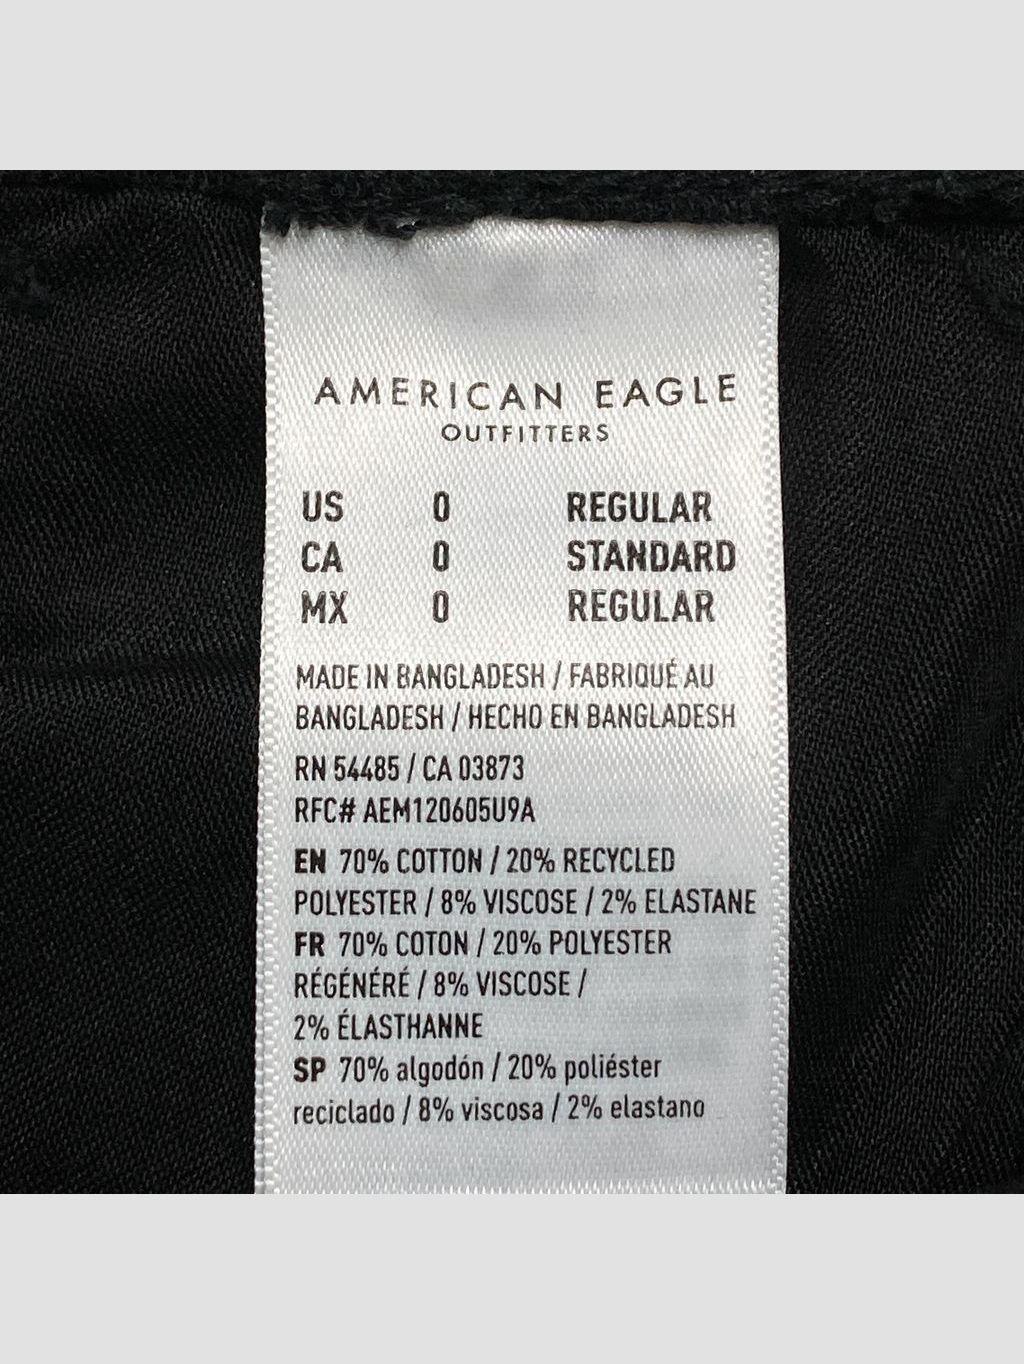 AMERICAN EAGLE
OUTFITTERS
US 0 REGULAR
CA 0 STANDARD
MX 0 REGULAR
MADE IN BANGLADESH / FABRIQUÉ AU
BANGLADESH / HECHO EN BANGLADESH
RN 54485 / CA 03873
RFC# AEM120605U9A
EN 70% COTTON / 20% RECYCLED
POLYESTER / 8% VISCOSE / 2% ELASTANE
FR 70% COTON / 20% POLYESTER
RÉGÉNÉRÉ / 8% VISCOSE /
2% ÉLASTHANNE
SP 70% algodón / 20% poliéster
reciclado / 8% viscosa / 2% elastano